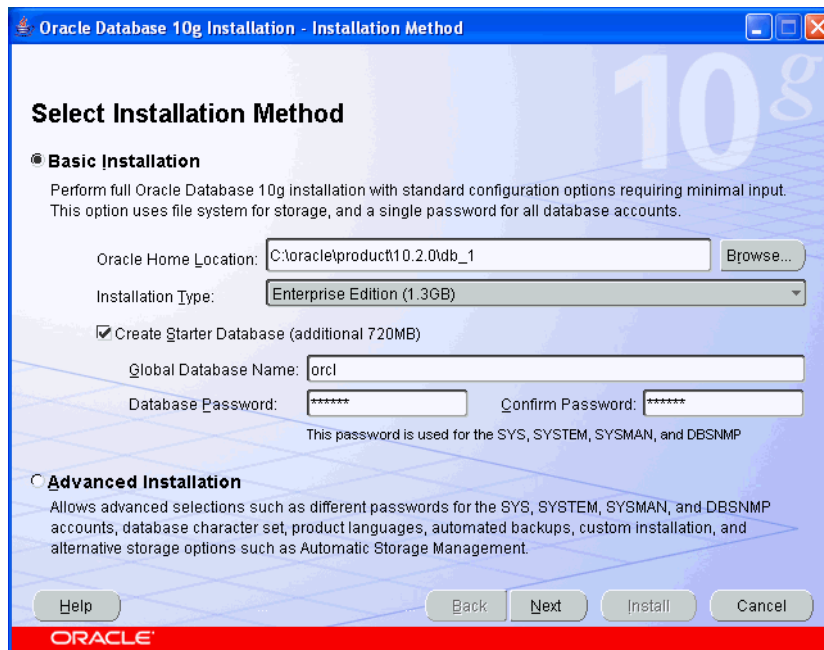 Oracle Database 10g Installation - Installation Method
10g
Select Installation Method
Basic Installation
Perform full Oracle Database 10g installation with standard configuration options requiring minimal input.
This option uses file system for storage, and a single password for all database accounts.
Oracle Home Location: C:\oracle\product\10.2.0\db_1 Browse...
Installation Type: Enterprise Edition (1.3GB)
Create Starter Database (additional 720MB)
Global Database Name: orcl
Database Password: ****** Confirm Password: ******
This password is used for the SYS, SYSTEM, SYSMAN, and DBSNMP
Advanced Installation
Allows advanced selections such as different passwords for the SYS, SYSTEM, SYSMAN, and DBSNMP
accounts, database character set, product languages, automated backups, custom installation, and
alternative storage options such as Automatic Storage Management.
Help Back Next Install Cancel
ORACLE